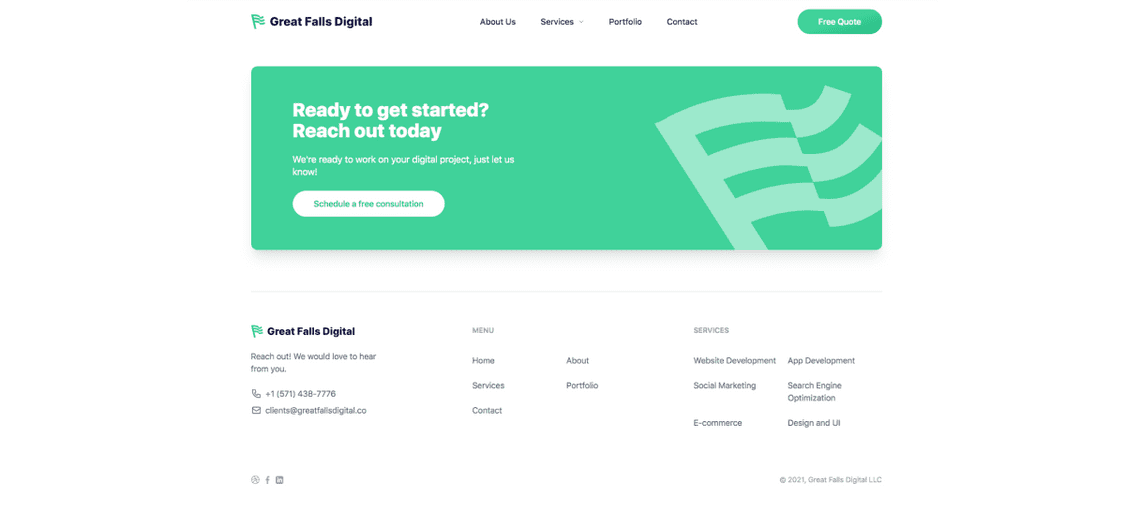 Great Falls Digital
About Us
Services
Portfolio
Contact
Free Quote
Ready to get started?
Reach out today
We're ready to work on your digital project, just let us
know!
Schedule a free consultation
Great Falls Digital
Reach out! We would love to hear
from you.
+1 (571) 438-7776
clients@greatfallsdigital.co
MENU
Home
About
Services
Portfolio
Contact
SERVICES
Website Development
App Development
Social Marketing
Search Engine
Optimization
E-commerce
Design and UI
© 2021, Great Falls Digital LLC